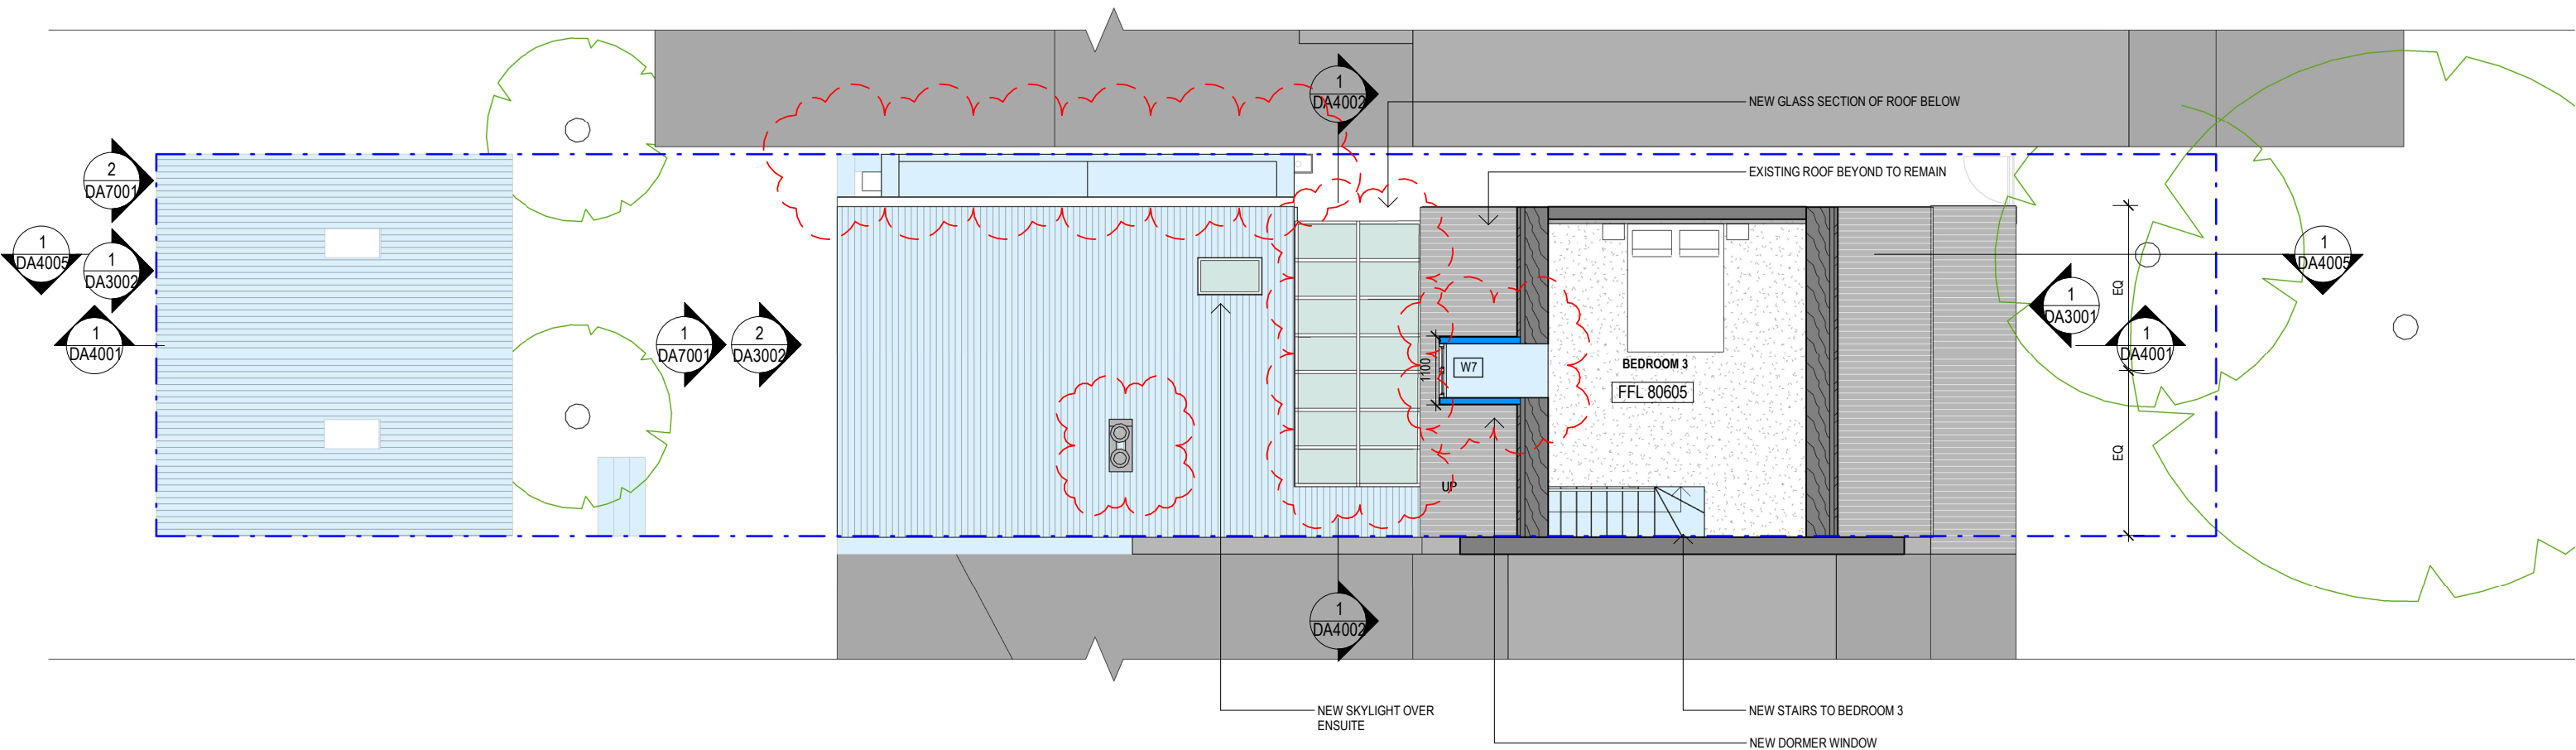 1
DA4002
NEW GLASS SECTION OF ROOF BELOW
2
DA7001
EXISTING ROOF BEYOND TO REMAIN
1
DA4005
1
DA3002
1
DA4005
EQ
1
DA3001
1
DA4001
1
DA7001
2
DA3002
1
DA4001
1100
W7
BEDROOM 3
FFL 80605
EQ
UP
1
DA4002
NEW SKYLIGHT OVER
ENSUITE
NEW STAIRS TO BEDROOM 3
NEW DORMER WINDOW